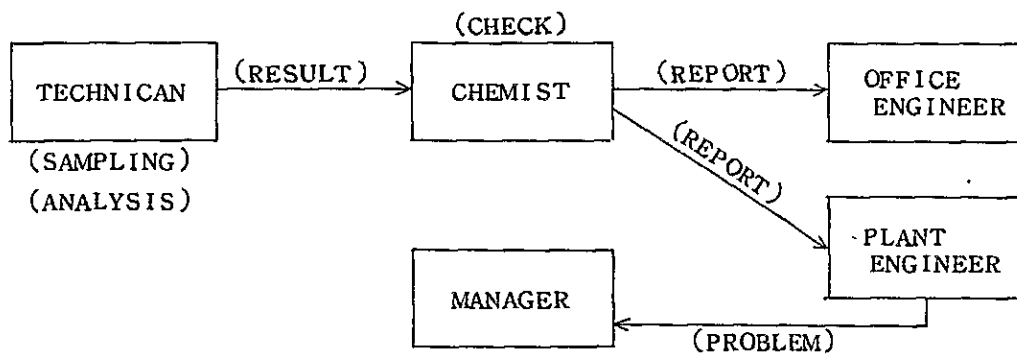 (CHECK)
TECHNICAN
(RESULT)
CHEMIST
(REPORT)
OFFICE
ENGINEER
(SAMPLING)
(ANALYSIS)
(REPORT)
PLANT
ENGINEER
MANAGER
(PROBLEM)